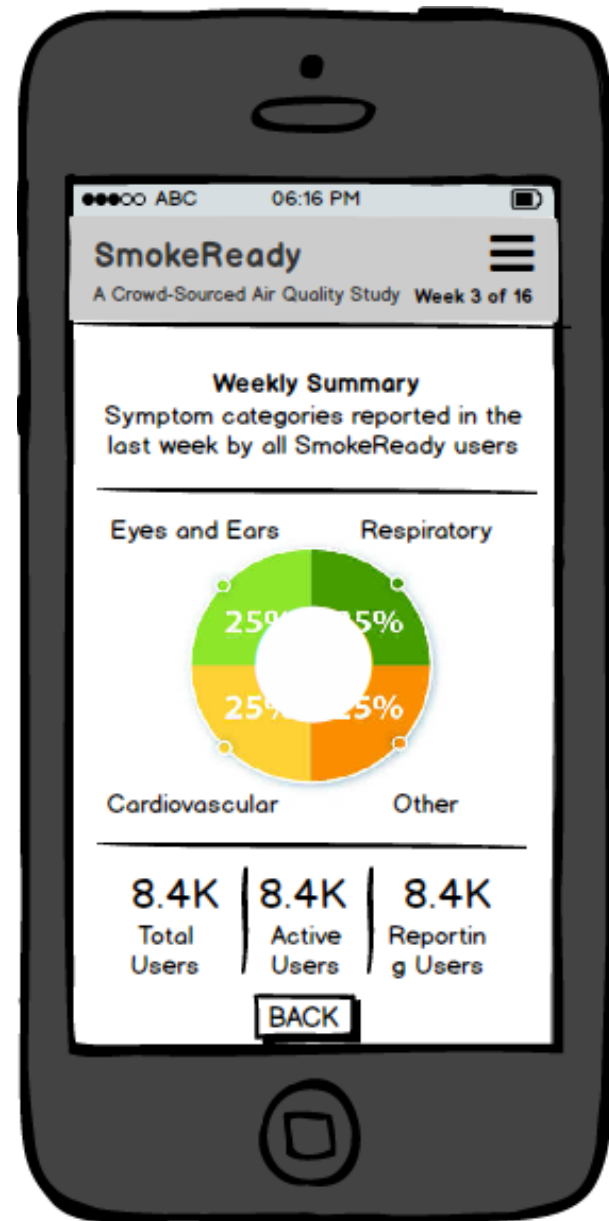 ABC 06:16 PM
SmokeReady
A Crowd-Sourced Air Quality Study Week 3 of 16
Weekly Summary
Symptom categories reported in the
last week by all SmokeReady users
Eyes and Ears Respiratory
25% 5%
25% 25%
Cardiovascular Other
8.4K 8.4K 8.4K
Total Active Reportin
Users Users g Users
BACK